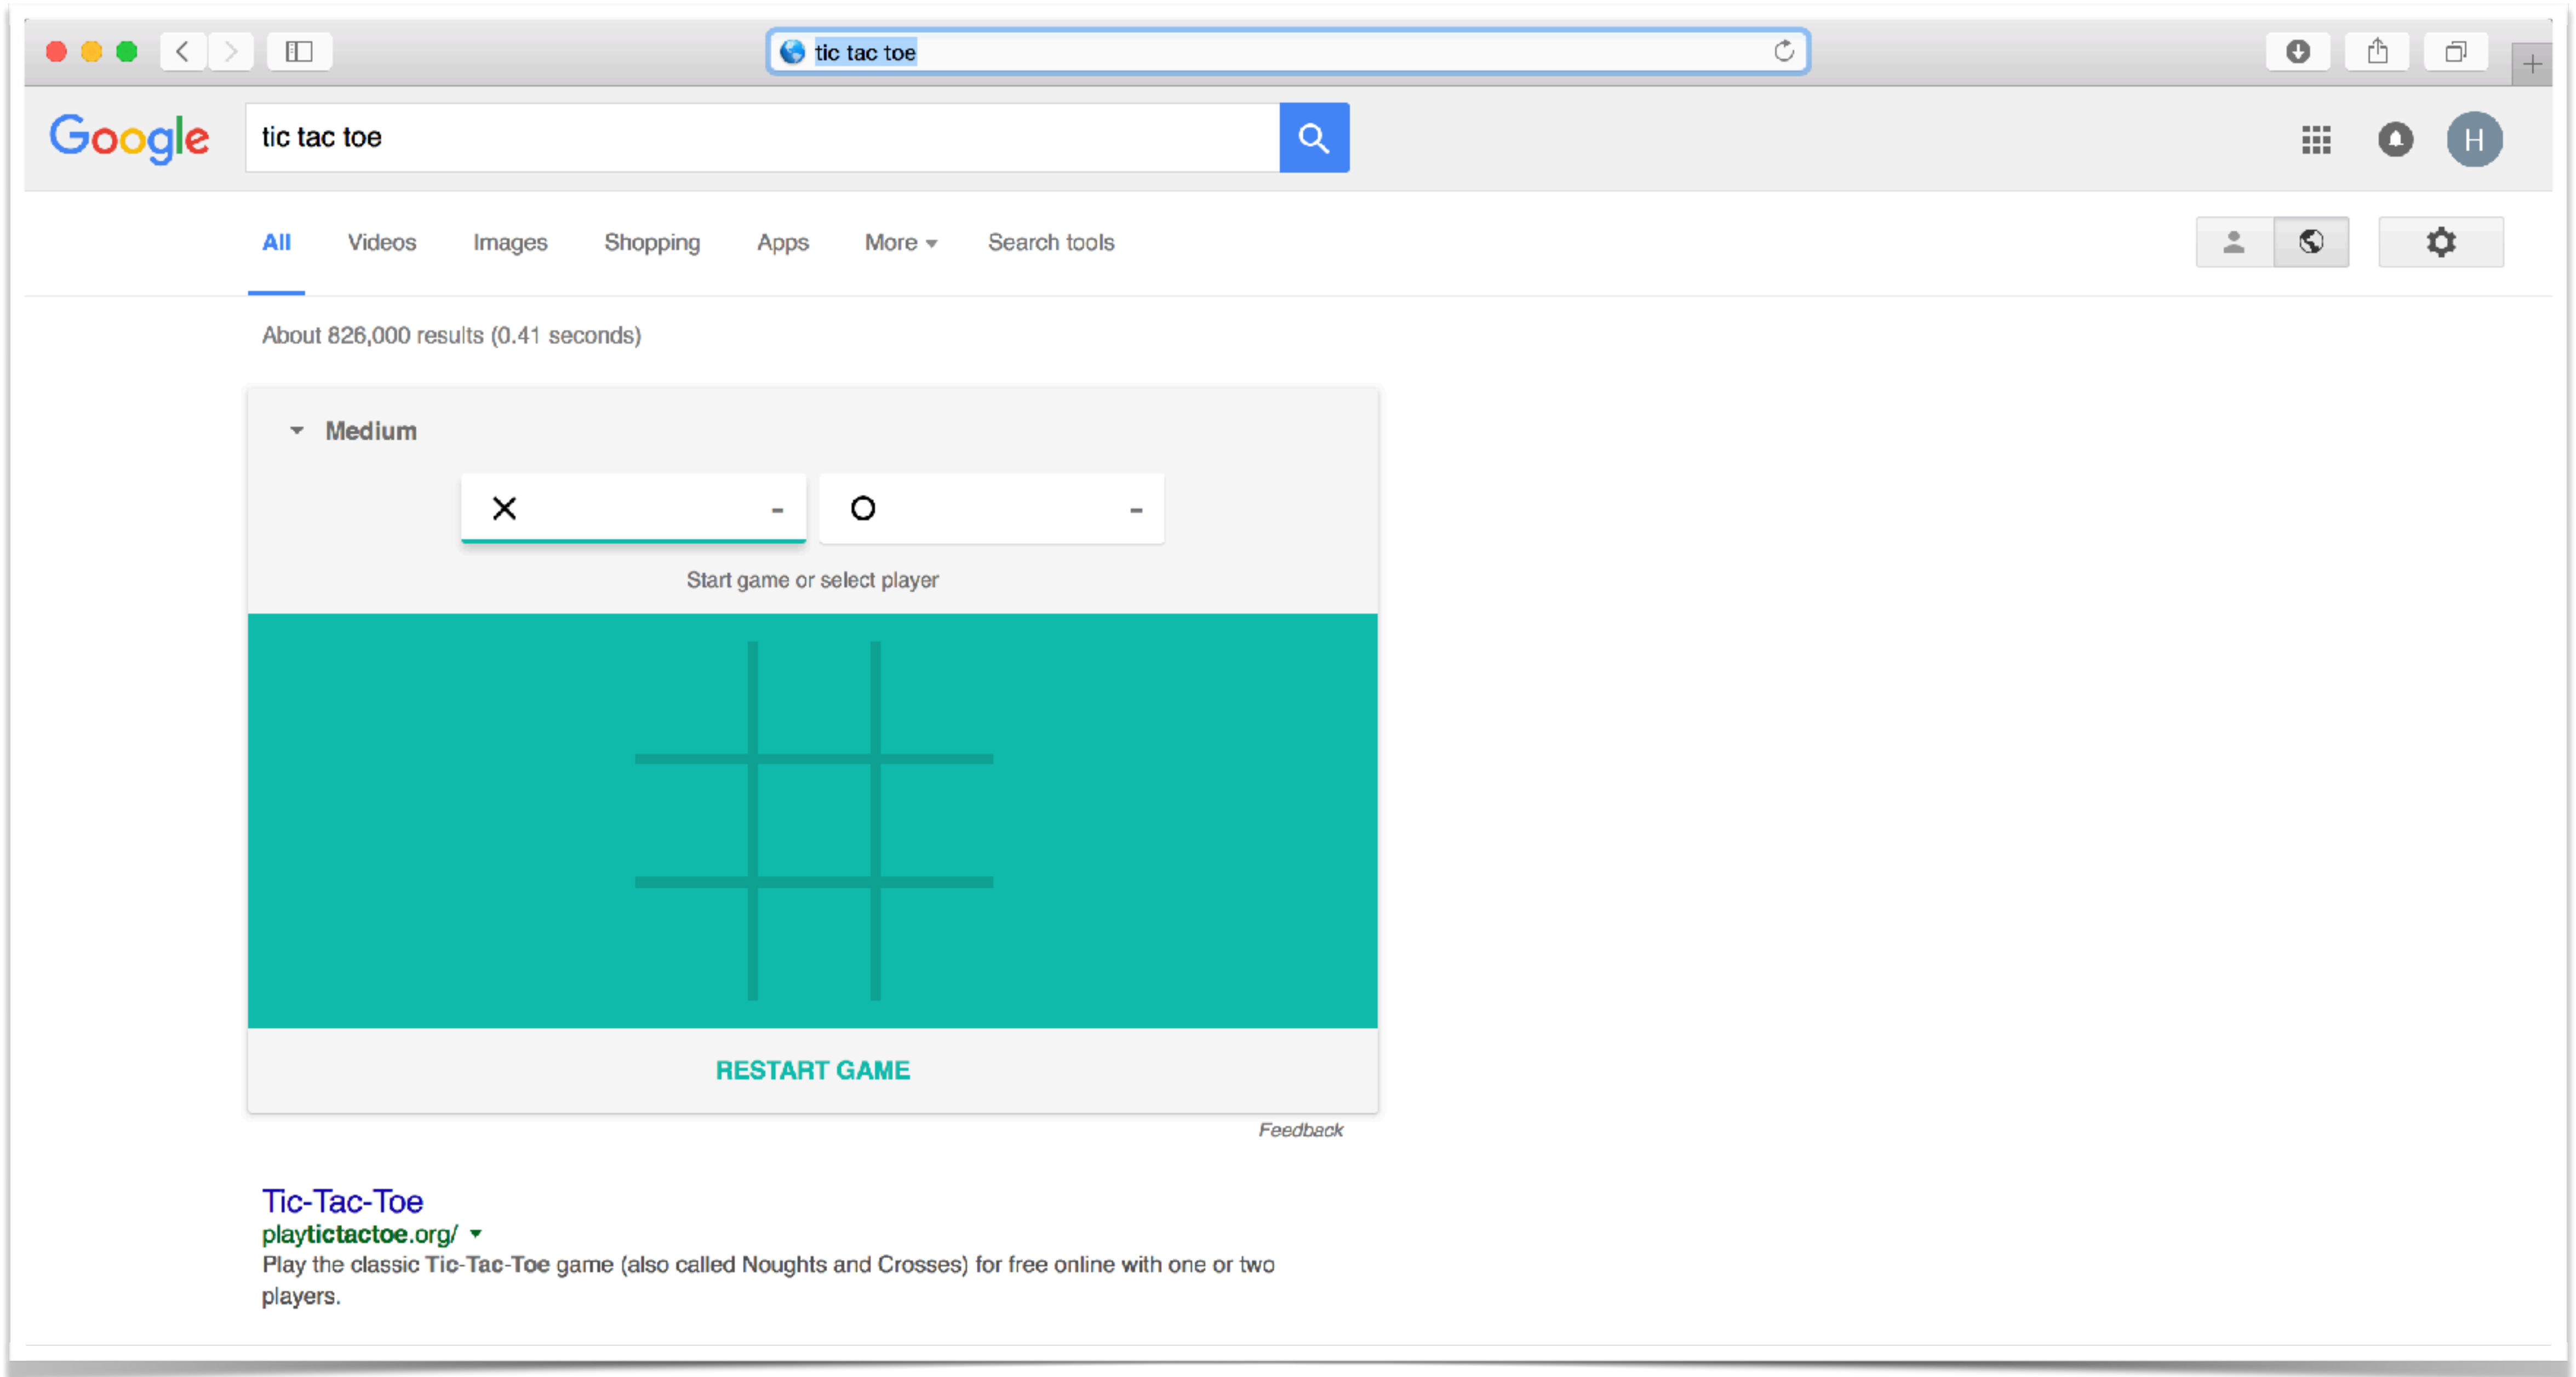 tic tac toe
Google
tic tac toe
H
All Videos Images Shopping Apps More Search tools
About 826,000 results (0.41 seconds)
Medium
X - O -
Start game or select player
RESTART GAME
Feedback
Tic-Tac-Toe
playtictactoe.org/
Play the classic Tic-Tac-Toe game (also called Noughts and Crosses) for free online with one or two
players.